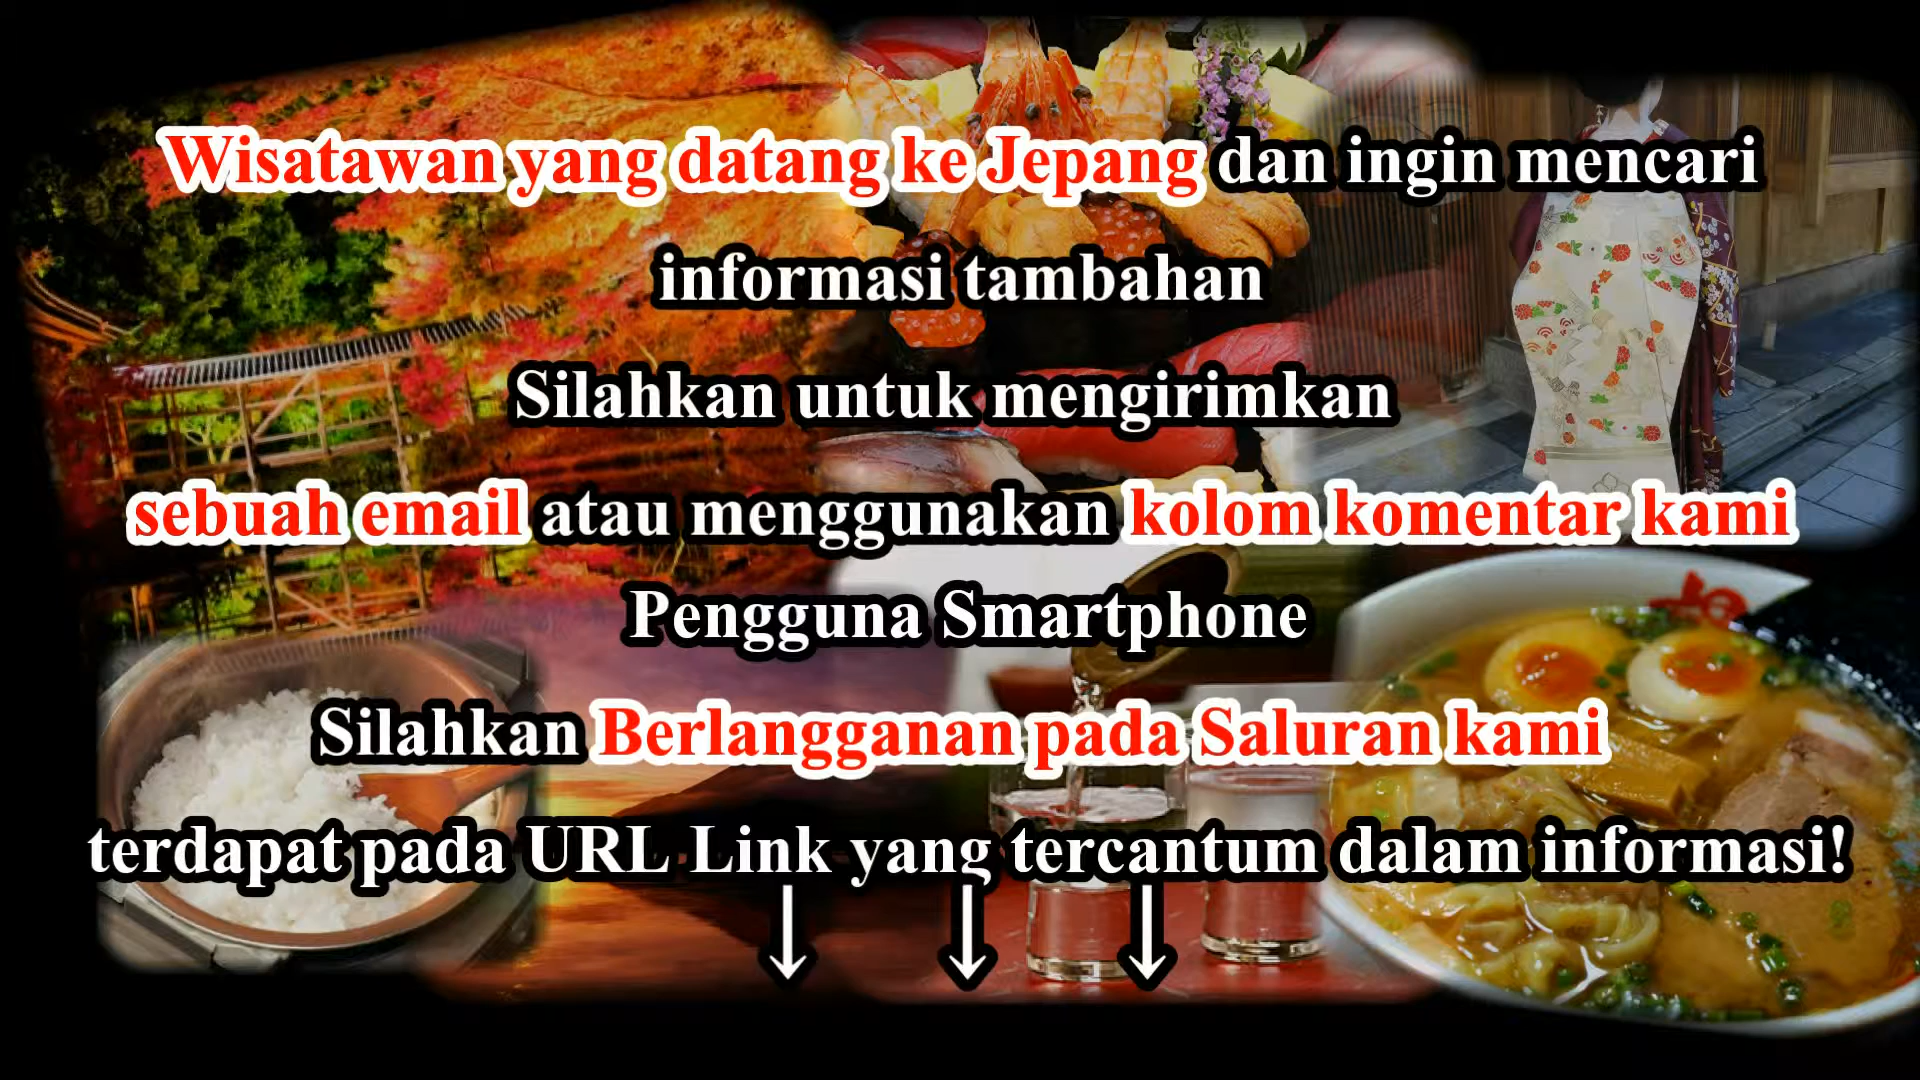 Wisatawan yang datang ke Jepang dan ingin mencari
informasi tambahan
Silahkan untuk mengirimkan
sebuah email atau menggunakan kolom komentar kami
Pengguna Smartphone
Silahkan Berlangganan pada Saluran kami
terdapat pada URL Link yang tercantum dalam informasi!
↓ ↓ ↓